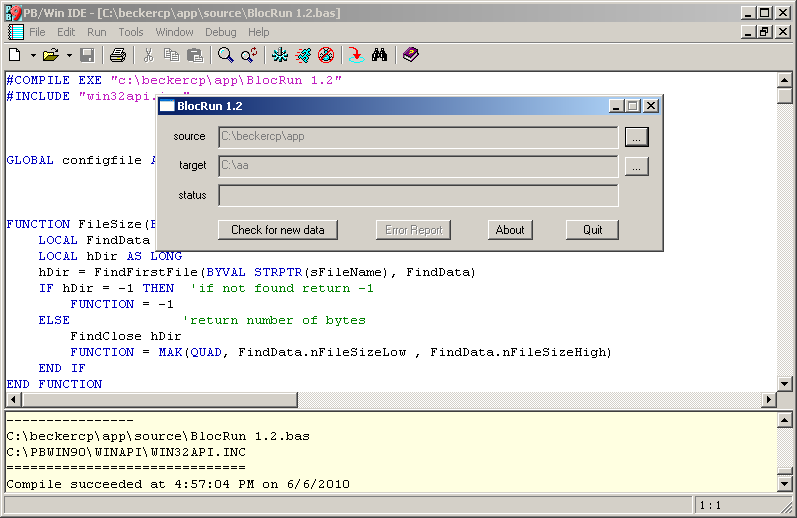 PB/Win IDE - [C:\beckercp\app\source\BlocRun 1.2.bas]
File Edit Run Tools Window Debug Help
#COMPILE EXE "c:\beckercp\app\BlocRun 1.2"
#INCLUDE "win32api.
BlocRun 1.2
source C:\beckercp\app ...
target C:\aa ...
status
Check for new data Error Report About Quit
GLOBAL configfile A
FUNCTION FileSize(B
LOCAL FindData
LOCAL hDir AS LONG
hDir = FindFirstFile(BYVAL STRPTR(sFileName), FindData)
IF hDir = -1 THEN 'if not found return -1
FUNCTION = -1
ELSE 'return number of bytes
FindClose hDir
FUNCTION = MAK(QUAD, FindData.nFileSizeLow , FindData.nFileSizeHigh)
END IF
END FUNCTION
----------------
C:\beckercp\app\source\BlocRun 1.2.bas
C:\PBWIN90\WINAPI\WIN32API.INC
==============================
Compile succeeded at 4:57:04 PM on 6/6/2010
1:1